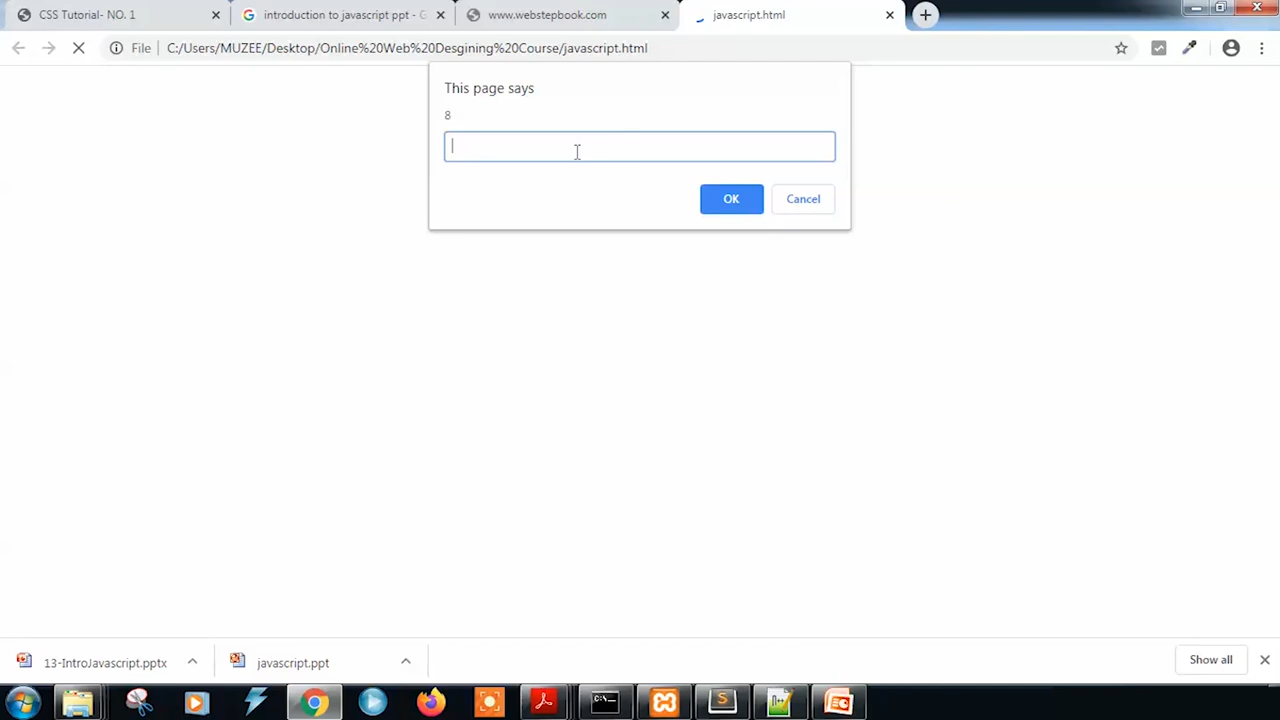 CSS Tutorial- NO. 1
introduction to javascript ppt - G
www.webstepbook.com
javascript.html
File
C:/Users/MUZEE/Desktop/Online%20Web%20Desgining%20Course/javascript.html
This page says
8
OK
Cancel
13-IntroJavascript.pptx
javascript.ppt
Show all